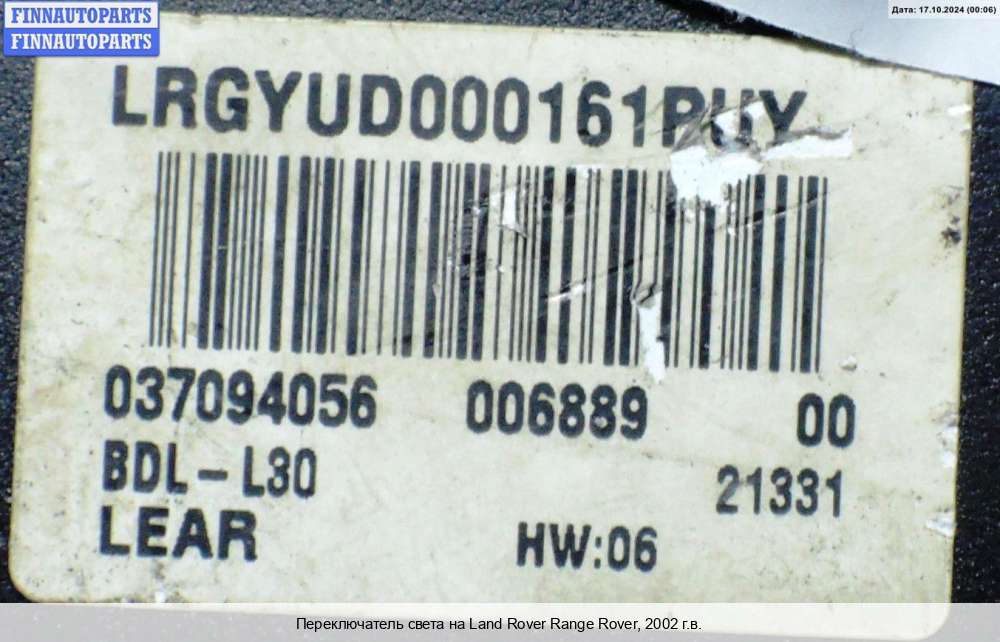 FINNAUTOPARTS
FINNAUTOPARTS
Дата: 17.10.2024 (00:06)
LRGYUD000161PUY
037094056 006889 00
BDL-L30 21331
LEAR HW:06
Переключатель света на Land Rover Range Rover, 2002 г.в.